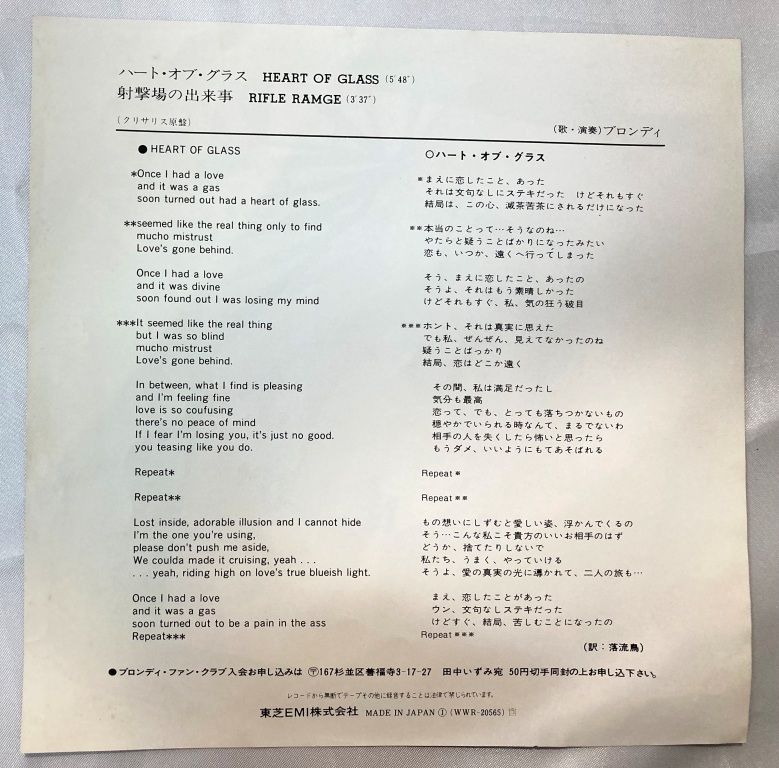 ハート・オブ・グラス HEART OF GLASS (5′48″)
射撃場の出来事 RIFLE RAMGE (3′37″)
(クリサリス原盤)
(歌・演奏)ブロンディ
●HEART OF GLASS
*Once I had a love
and it was a gas
soon turned out had a heart of glass.
**seemed like the real thing only to find
mucho mistrust
Love's gone behind.
Once I had a love
and it was divine
soon found out I was losing my mind
***It seemed like the real thing
but I was so blind
mucho mistrust
Love's gone behind.
In between, what I find is pleasing
and I'm feeling fine
love is so coufusing
there's no peace of mind
If I fear I'm losing you, it's just no good.
you teasing like you do.
Repeat*
Repeat**
Lost inside, adorable illusion and I cannot hide
I'm the one you're using,
please don't push me aside,
We coulda made it cruising, yeah . . .
. . . yeah, riding high on love's true blueish light.
Once I had a love
and it was a gas
soon turned out to be a pain in the ass
Repeat***
○ハート・オブ・グラス
*まえに恋したこと、あった
それは文句なしにステキだった けどそれもすぐ
結局は、この心、滅茶苦茶にされるだけになった
**本当のことって…そうなのね…
やたらと疑うことばかりになったみたい
恋も、いつか、遠くへ行ってしまった
そう、まえに恋したこと、あったの
そうよ、それはもう素晴しかった
けどそれもすぐ、私、気の狂う破目
***ホント、それは真実に思えた
でも私、ぜんぜん、見えてなかったのね
疑うことばっかり
結局、恋はどこか遠く
その間、私は満足だったし
気分も最高
恋って、でも、とっても落ちつかないもの
穏やかでいられる時なんて、まるでないわ
相手の人を失くしたら怖いと思ったら
もうダメ、いいようにもてあそばれる
Repeat*
Repeat**
もの想いにしずむと愛しい姿、浮かんでくるの
そう…こんな私こそ貴方のいいお相手のはず
どうか、捨てたりしないで
私たち、うまく、やっていける
そうよ、愛の真実の光に導かれて、二人の旅も…
まえ、恋したことがあった
ウン、文句なしステキだった
けどすぐ、結局、苦しむことになったの
Repeat***
(訳:落流鳥)
●ブロンディ・ファン・クラブ入会お申し込みは 〒167杉並区善福寺3-17-27 田中いずみ宛 50円切手同封の上お申し込下さい。
レコードから無断でテープその他に録音することは法律で禁じられています。
東芝EMI株式会社 MADE IN JAPAN Ⓘ (WWR-20565)